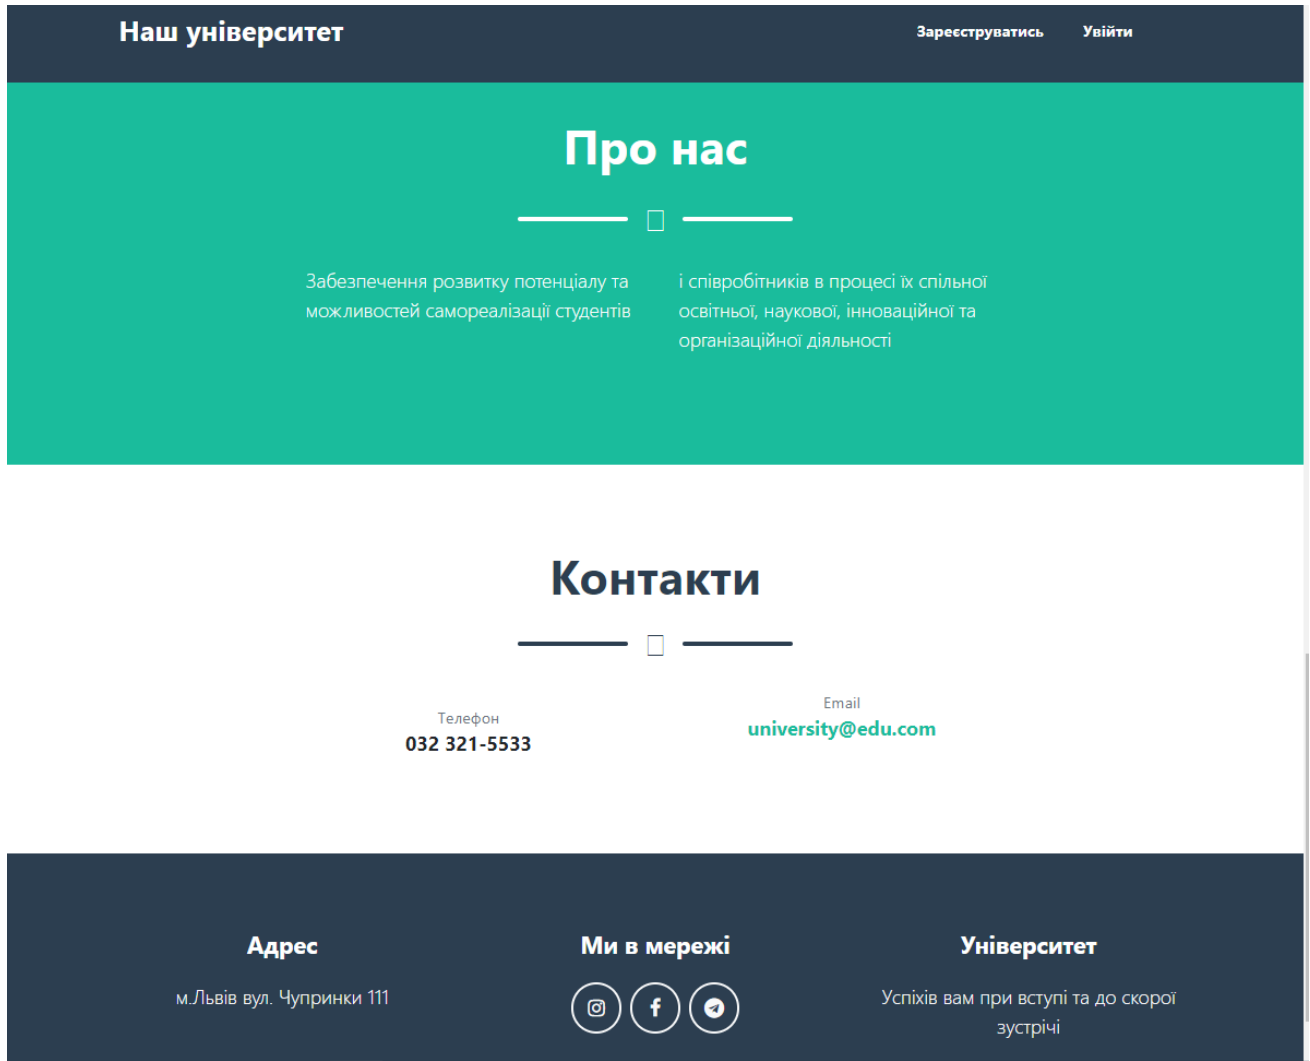 Наш університет
Зареєструватись
Увійти
Про нас
Забезпечення розвитку потенціалу та
можливостей самореалізації студентів
і співробітників в процесі їх спільної
освітньої, наукової, інноваційної та
організаційної діяльності
Контакти
Телефон
032 321-5533
Email
university@edu.com
Адрес
м.Львів вул. Чупринки 111
Ми в мережі
Університет
Успіхів вам при вступі та до скорої
зустрічі